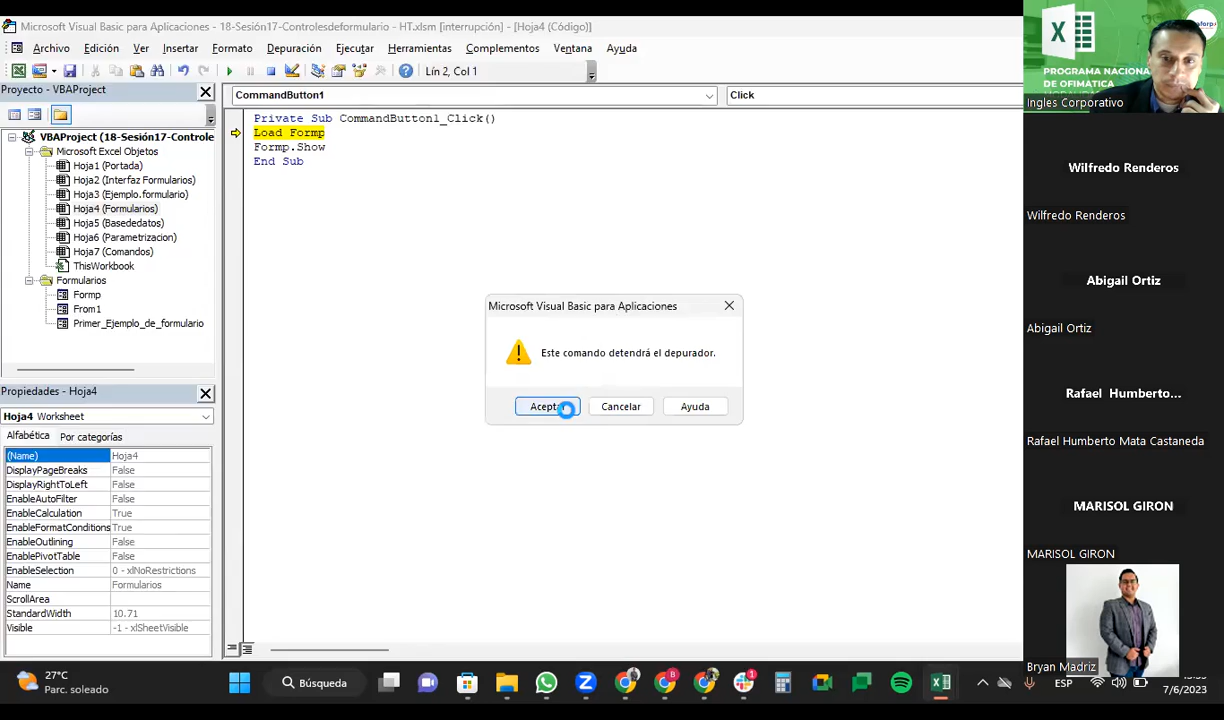 Microsoft Visual Basic para Aplicaciones - 18-Sesión17-Controlesdeformulario - HT.xlsm [interrupción] - [Hoja4 (Código)]
Archivo Edición Ver Insertar Formato Depuración Ejecutar Herramientas Complementos Ventana Ayuda
Lín 2, Col 1
Proyecto - VBAProject
CommandButton1
Click
VBAProject (18-Sesión17-Controle
Microsoft Excel Objetos
Hoja1 (Portada)
Hoja2 (Interfaz Formularios)
Hoja3 (Ejemplo.formulario)
Hoja4 (Formularios)
Hoja5 (Basededatos)
Hoja6 (Parametrizacion)
Hoja7 (Comandos)
ThisWorkbook
Formularios
Formp
From1
Primer_Ejemplo_de_formulario
Private Sub CommandButton1_Click()
Load Formp
Formp.Show
End Sub
Microsoft Visual Basic para Aplicaciones
Este comando detendrá el depurador.
Cancelar
Ayuda
Propiedades - Hoja4
Hoja4 Worksheet
Alfabética Por categorías
(Name) Hoja4
DisplayPageBreaks False
DisplayRightToLeft False
EnableAutoFilter False
EnableCalculation True
EnableFormatConditions True
EnableOutlining False
EnablePivotTable False
EnableSelection 0 - xlNoRestrictions
Name Formularios
ScrollArea
StandardWidth 10.71
Visible -1 - xlSheetVisible
PROGRAMA NACIONA
DE OFIMÁTICA
Ingles Corporativo
Wilfredo Renderos
Wilfredo Renderos
Abigail Ortiz
Abigail Ortiz
Rafael Humberto...
Rafael Humberto Mata Castaneda
MARISOL GIRON
MARISOL GIRON
Bryan Madriz
27°C
Parc. soleado
Búsqueda
ESP
7/6/2023